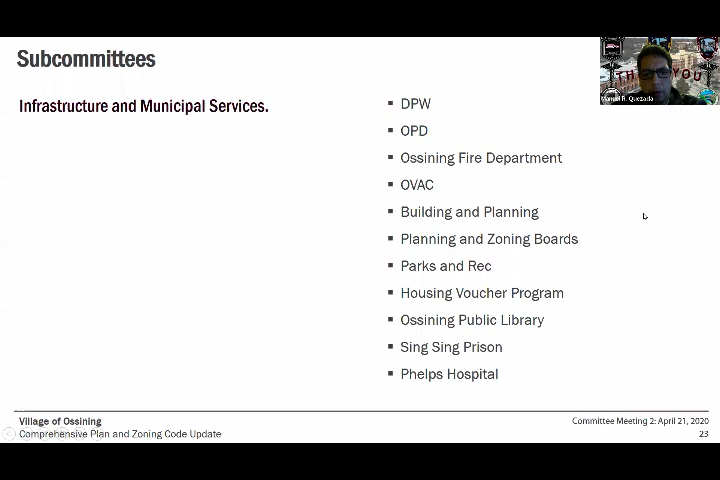 Subcommittees
THANK YOU
Manuel R. Quezada
Infrastructure and Municipal Services.
▪ DPW
▪ OPD
▪ Ossining Fire Department
▪ OVAC
▪ Building and Planning
▪ Planning and Zoning Boards
▪ Parks and Rec
▪ Housing Voucher Program
▪ Ossining Public Library
▪ Sing Sing Prison
▪ Phelps Hospital
Village of Ossining
Comprehensive Plan and Zoning Code Update
Committee Meeting 2: April 21, 2020
23